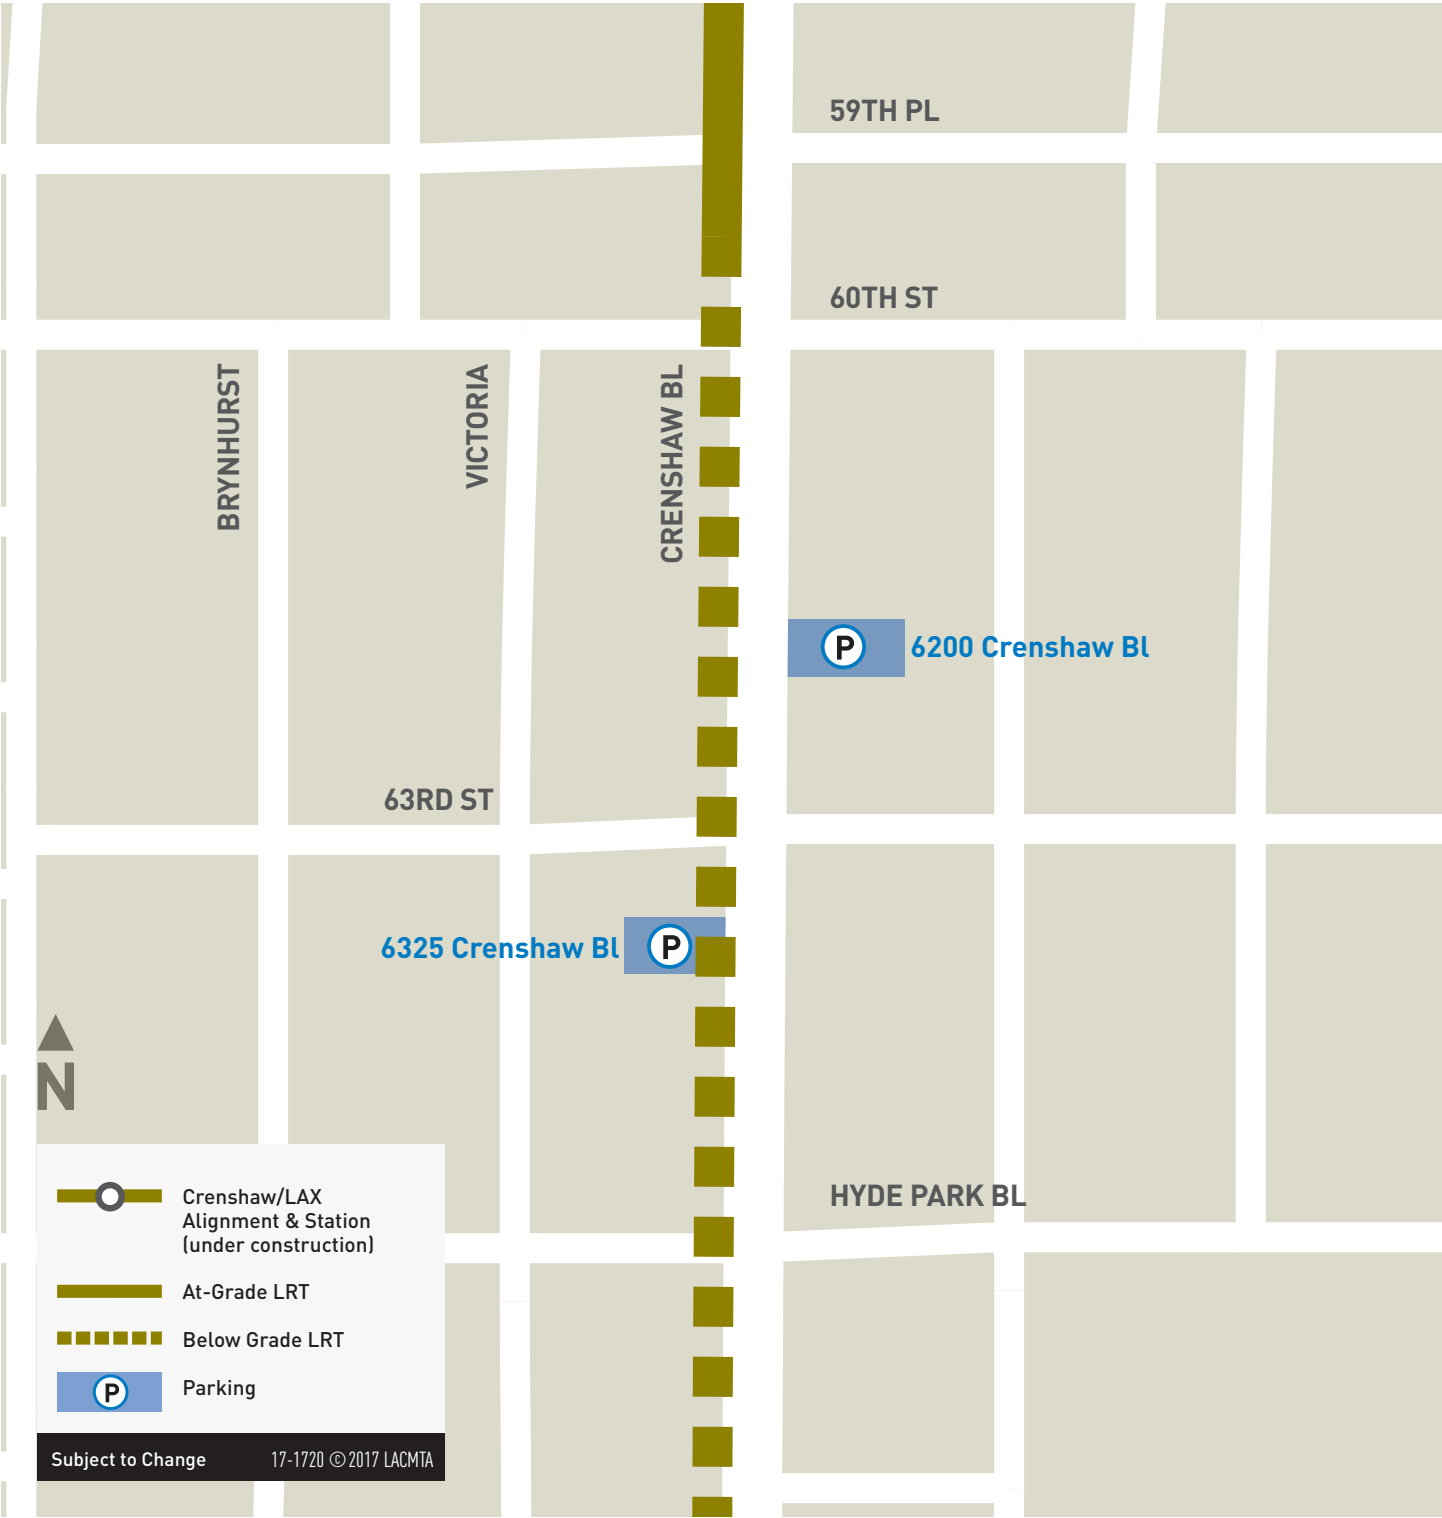 59TH PL
60TH ST
BRYNHURST
VICTORIA
CRENSHAW BL
P
6200 Crenshaw Bl
63RD ST
6325 Crenshaw Bl
P
N
HYDE PARK BL
Crenshaw/LAX
Alignment & Station
(under construction)
At-Grade LRT
Below Grade LRT
P
Parking
Subject to Change
17-1720 ©2017 LACMTA